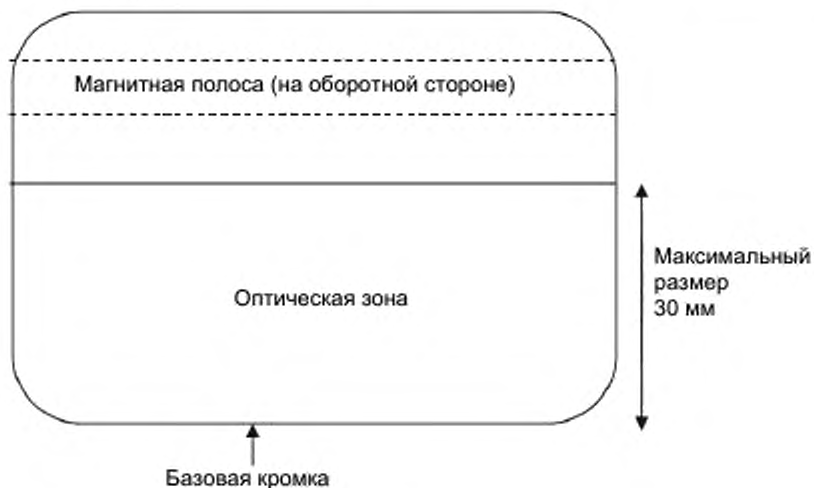 Магнитная полоса (на оборотной стороне)
Оптическая зона
Максимальный
размер
30 мм
Базовая кромка